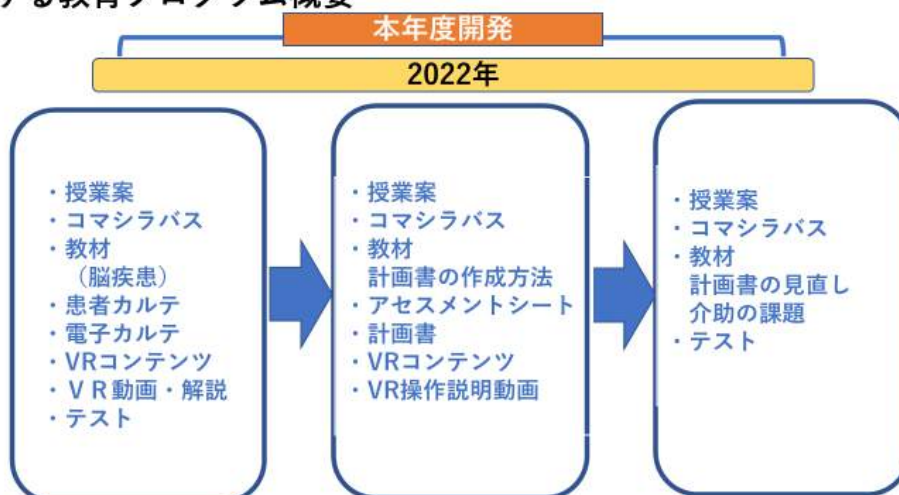 する教育プログラム概要
本年度開発
2022年
・授業案
・コマシラバス
・教材
（脳疾患）
・患者カルテ
・電子カルテ
・VRコンテンツ
・ＶＲ動画・解説
・テスト
・授業案
・コマシラバス
・教材
計画書の作成方法
・アセスメントシート
・計画書
・VRコンテンツ
・VR操作説明動画
・授業案
・コマシラバス
・教材
計画書の見直し
介助の課題
・テスト